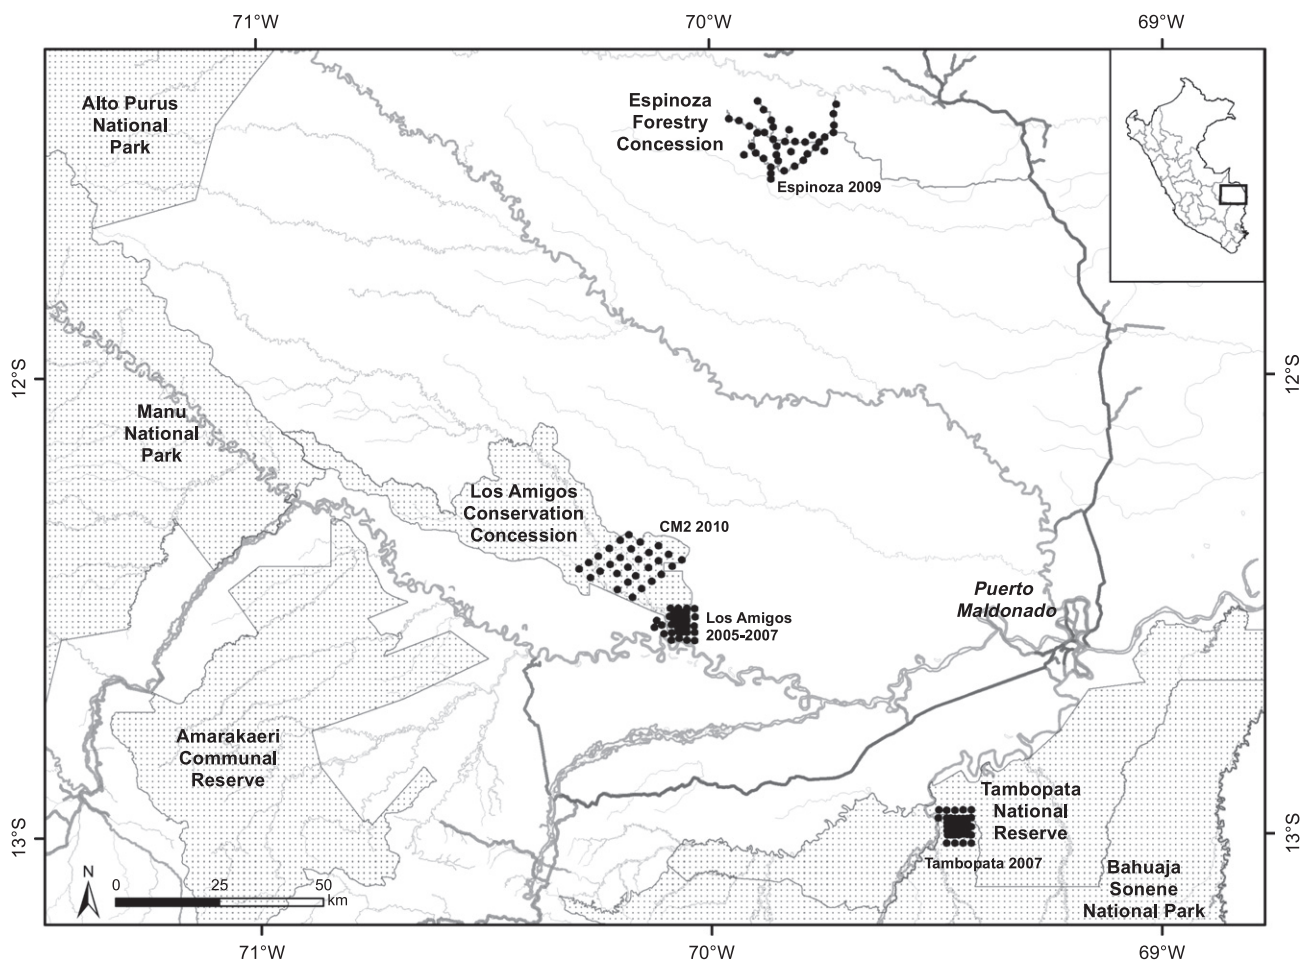 71°W
70°W
69°W
Alto Purus
National
Park
Espinoza
Forestry
Concession
Espinoza 2009
12°S
12°S
Manu
National
Park
Los Amigos
Conservation
Concession
CM2 2010
Puerto
Maldonado
Los Amigos
2005-2007
Amarakaeri
Communal
Reserve
Tambopata
National
Reserve
13°S
13°S
Tambopata 2007
Bahuaja
Sonene
National Park
N
0
25
50
km
71°W
70°W
69°W